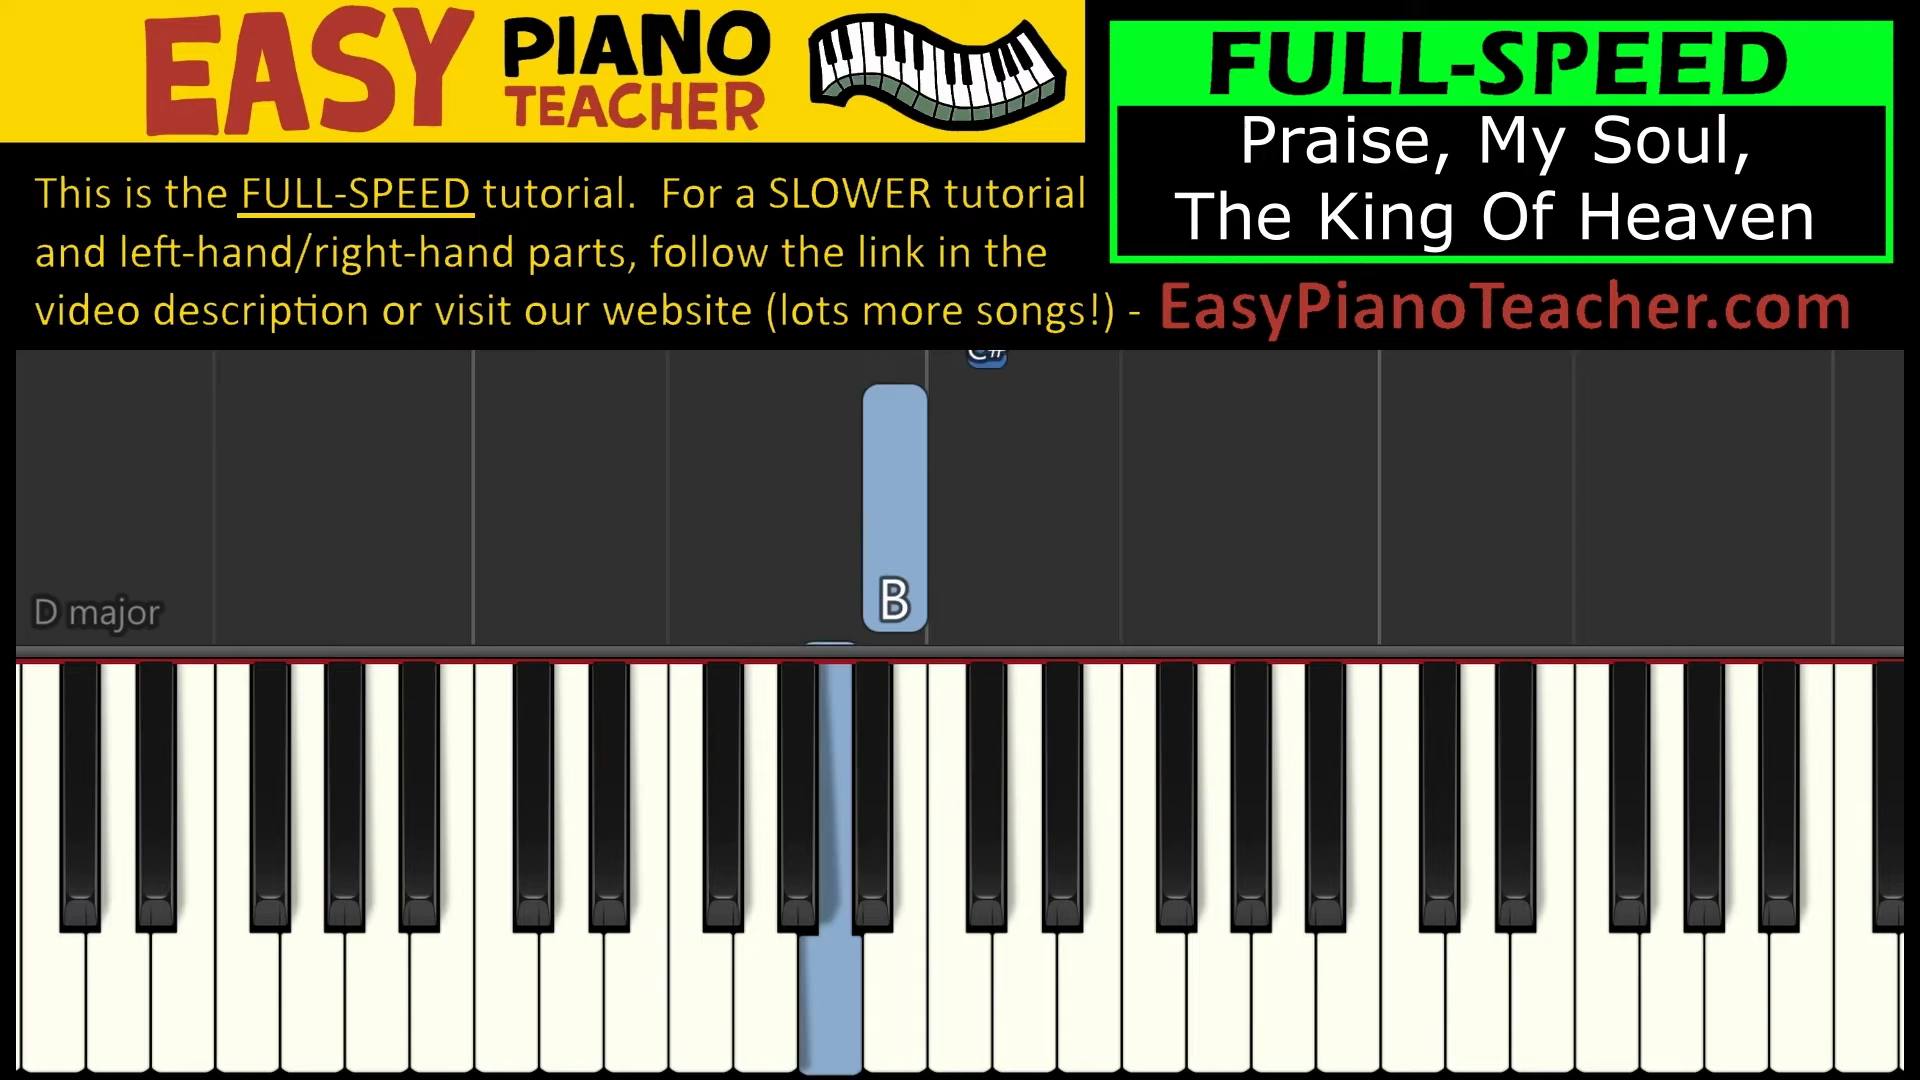 EASY PIANO TEACHER
FULL-SPEED
Praise, My Soul,
The King Of Heaven
This is the FULL-SPEED tutorial. For a SLOWER tutorial
and left-hand/right-hand parts, follow the link in the
video description or visit our website (lots more songs!) - EasyPianoTeacher.com
C#
B
D major